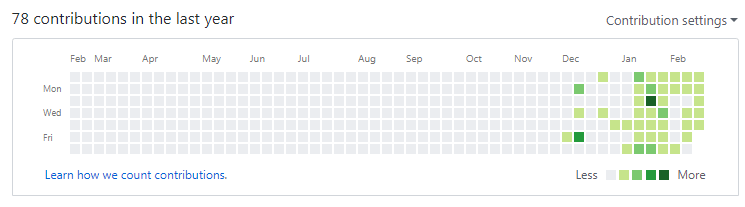 78 contributions in the last year
Contribution settings
Feb Mar Apr May Jun Jul Aug Sep Oct Nov Dec Jan Feb
Mon
Wed
Fri
Learn how we count contributions.
Less More